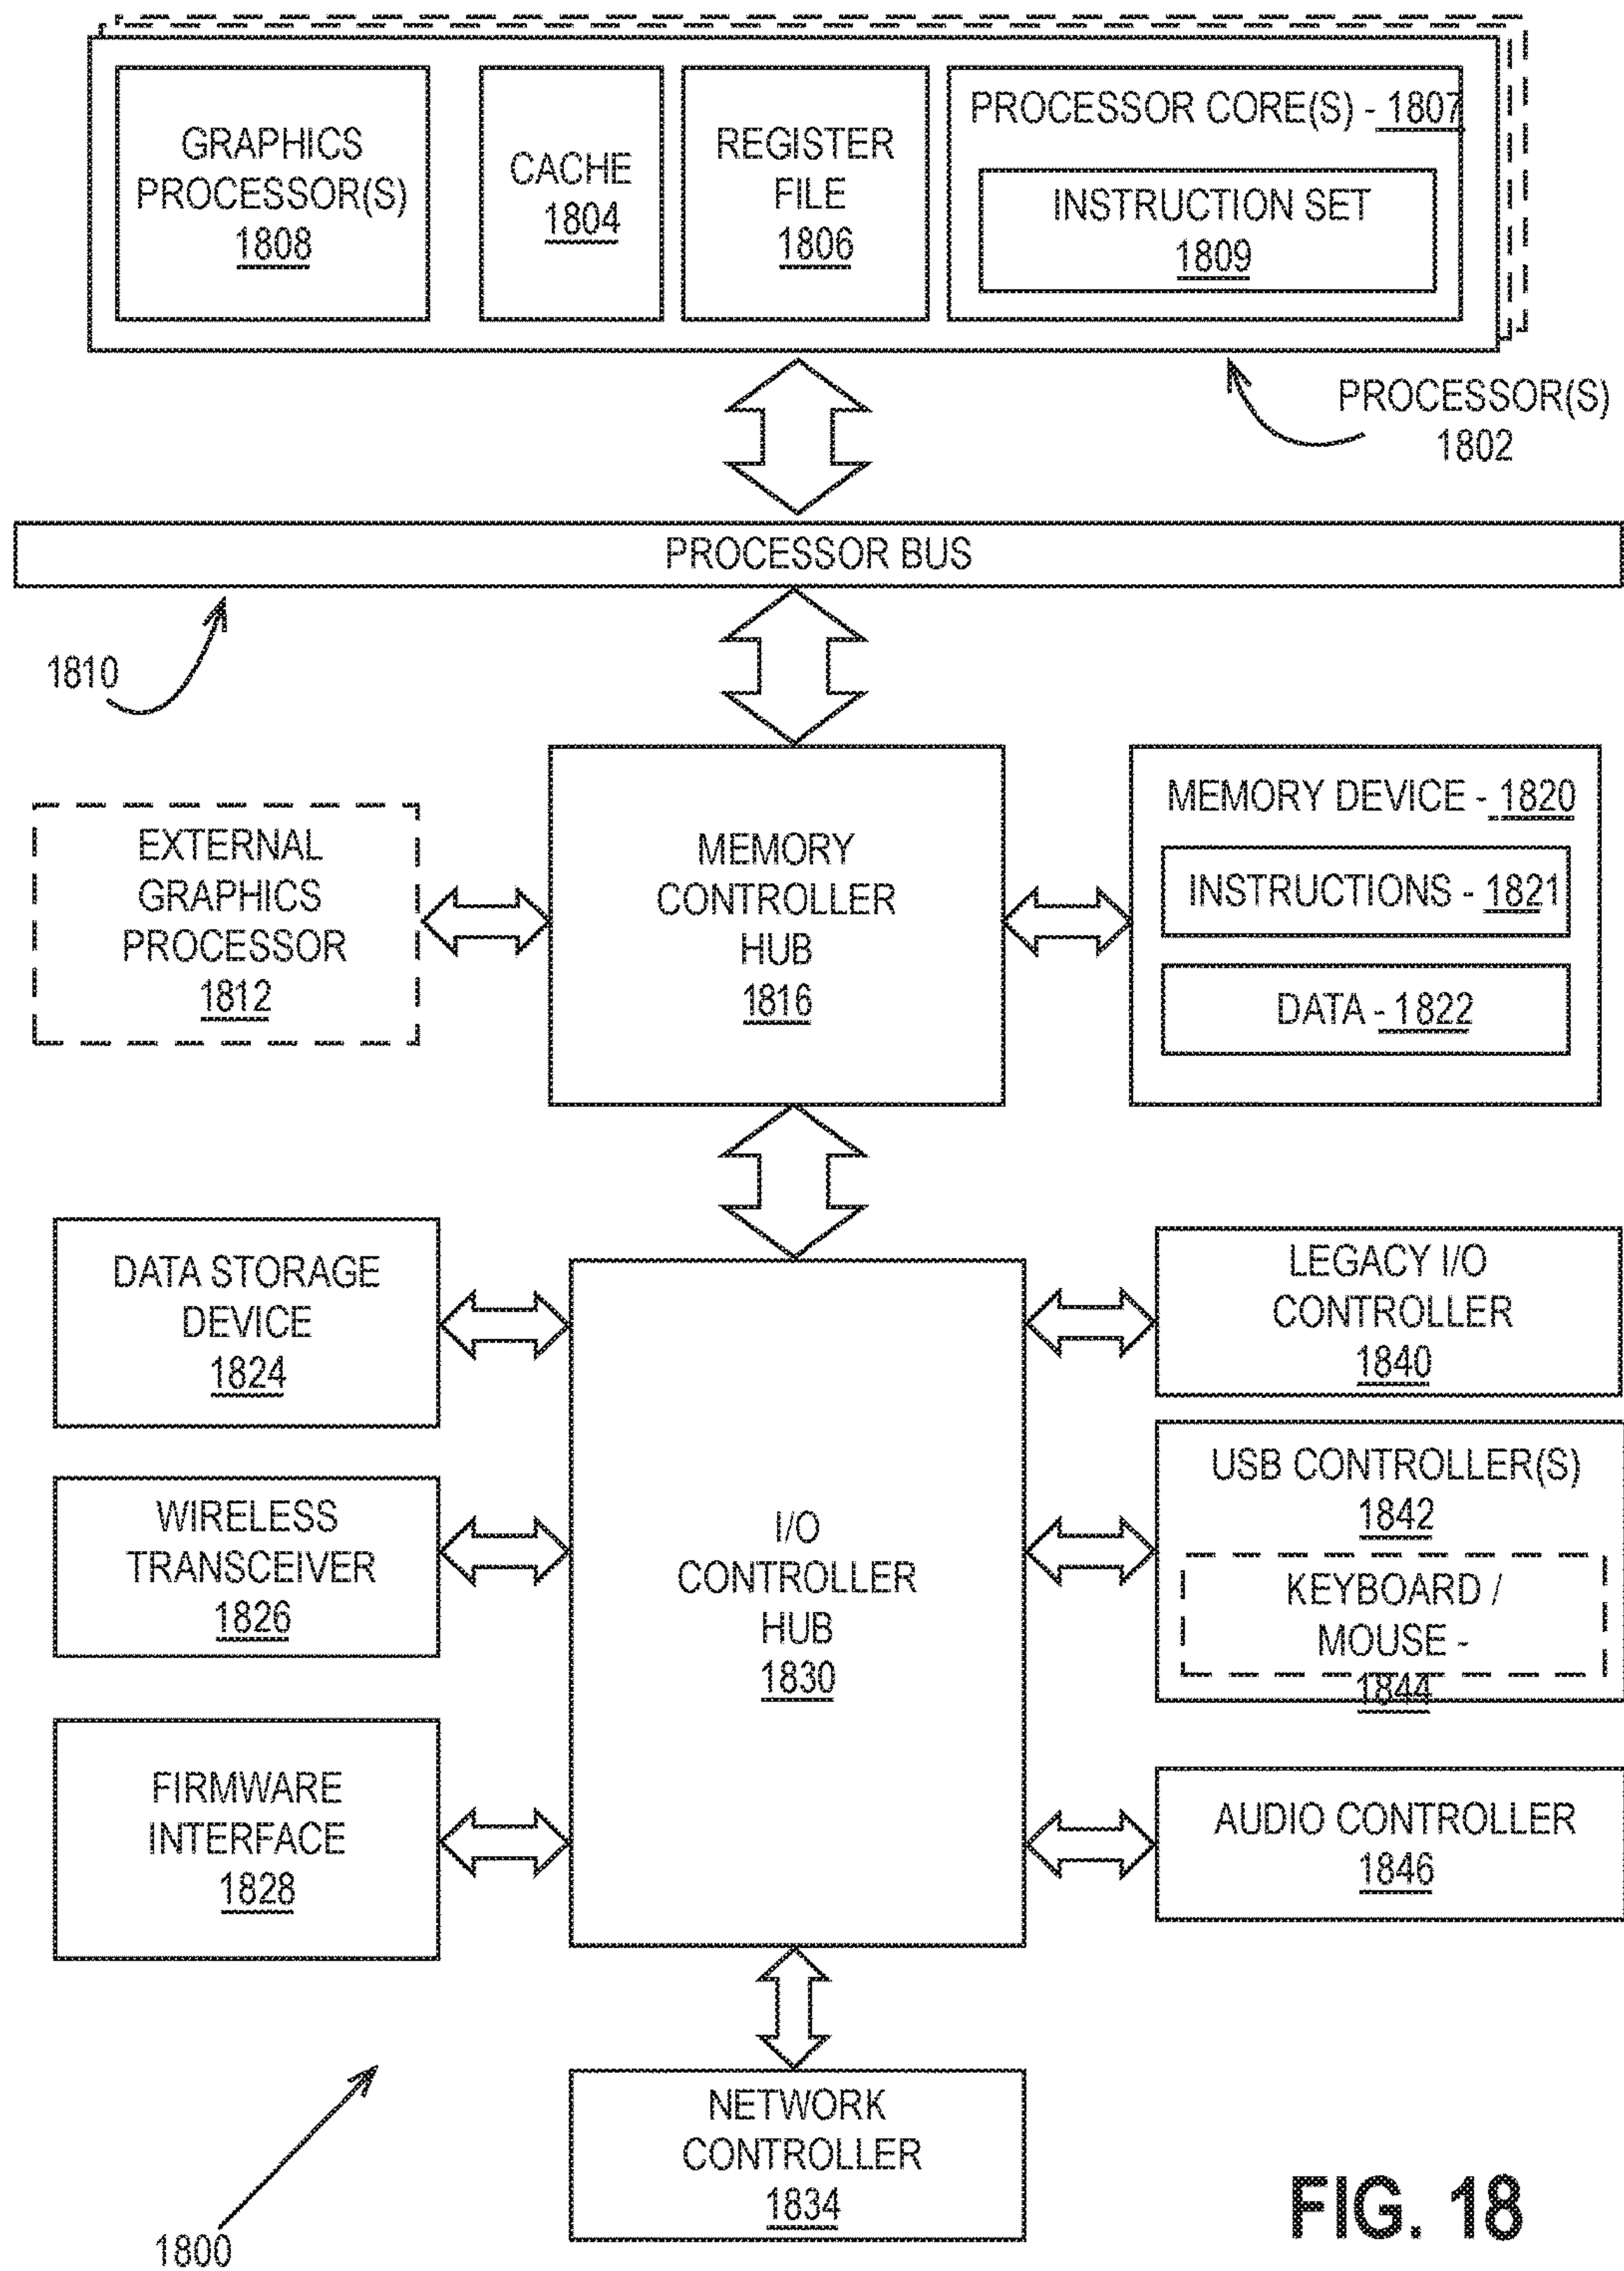 GRAPHICS
PROCESSOR(S)
1808
CACHE
1804
REGISTER
FILE
1806
PROCESSOR CORE(S) - 1807
INSTRUCTION SET
1809
PROCESSOR(S)
1802
PROCESSOR BUS
1810
EXTERNAL
GRAPHICS
PROCESSOR
1812
MEMORY
CONTROLLER
HUB
1816
MEMORY DEVICE - 1820
INSTRUCTIONS - 1821
DATA - 1822
DATA STORAGE
DEVICE
1824
WIRELESS
TRANSCEIVER
1826
FIRMWARE
INTERFACE
1828
I/O
CONTROLLER
HUB
1830
LEGACY I/O
CONTROLLER
1840
USB CONTROLLER(S)
1842
KEYBOARD /
MOUSE -
1844
AUDIO CONTROLLER
1846
NETWORK
CONTROLLER
1834
1800
FIG. 18